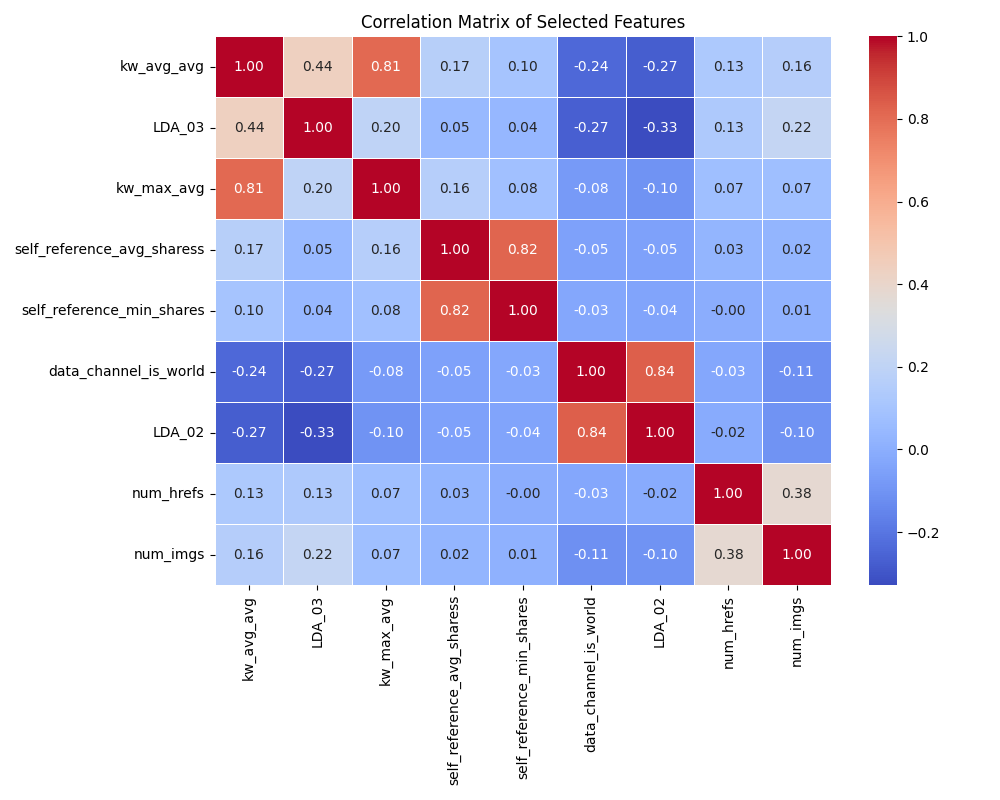 Correlation Matrix of Selected Features
kw_avg_avg 1.00 0.44 0.81 0.17 0.10 -0.24 -0.27 0.13 0.16
LDA_03 0.44 1.00 0.20 0.05 0.04 -0.27 -0.33 0.13 0.22
kw_max_avg 0.81 0.20 1.00 0.16 0.08 -0.08 -0.10 0.07 0.07
self_reference_avg_sharess 0.17 0.05 0.16 1.00 0.82 -0.05 -0.05 0.03 0.02
self_reference_min_shares 0.10 0.04 0.08 0.82 1.00 -0.03 -0.04 -0.00 0.01
data_channel_is_world -0.24 -0.27 -0.08 -0.05 -0.03 1.00 0.84 -0.03 -0.11
LDA_02 -0.27 -0.33 -0.10 -0.05 -0.04 0.84 1.00 -0.02 -0.10
num_hrefs 0.13 0.13 0.07 0.03 -0.00 -0.03 -0.02 1.00 0.38
num_imgs 0.16 0.22 0.07 0.02 0.01 -0.11 -0.10 0.38 1.00
kw_avg_avg
LDA_03
kw_max_avg
self_reference_avg_sharess
self_reference_min_shares
data_channel_is_world
LDA_02
num_hrefs
num_imgs
1.0
0.8
0.6
0.4
0.2
0.0
−0.2